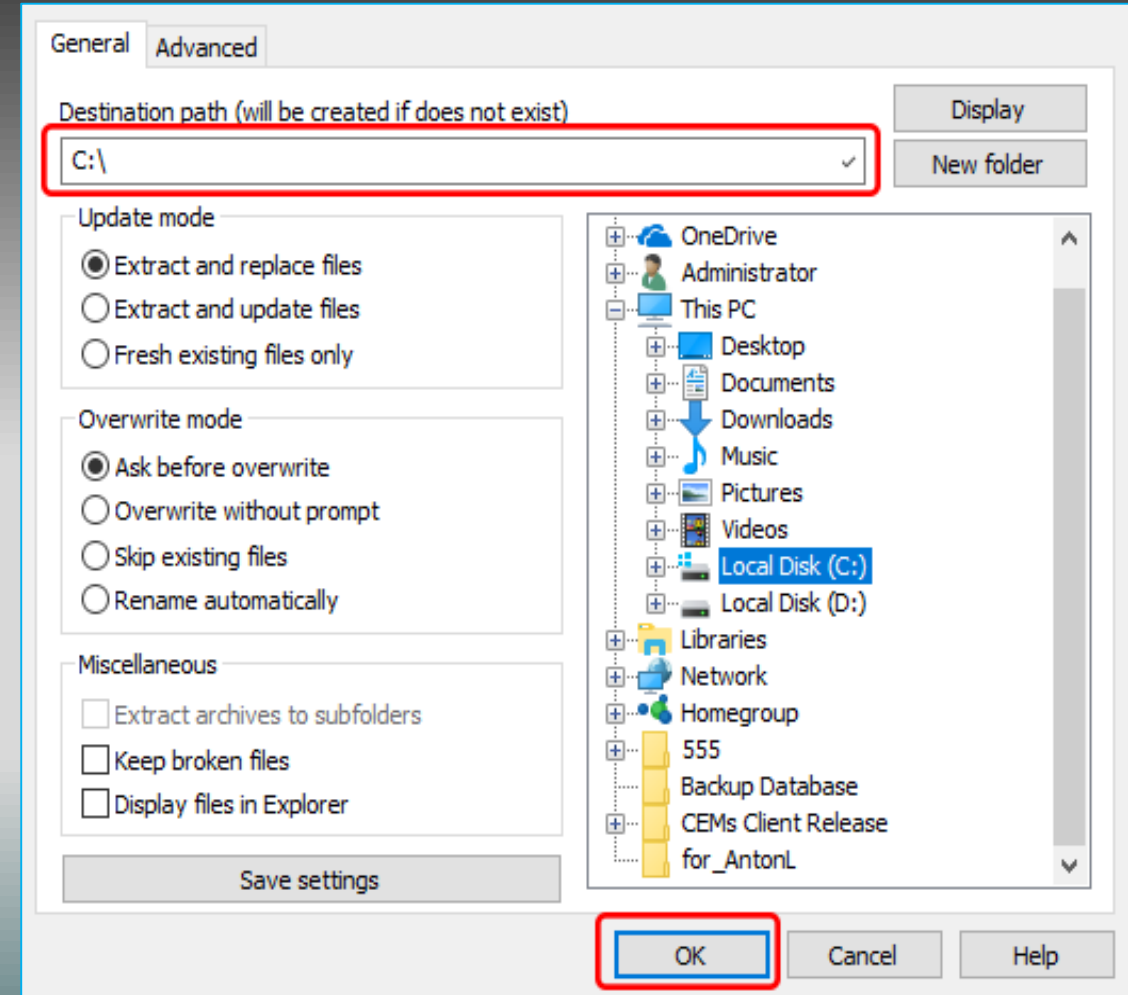 General
Advanced
Destination path (will be created if does not exist)
C:\
Display
New folder
Update mode
Extract and replace files
Extract and update files
Fresh existing files only
Overwrite mode
Ask before overwrite
Overwrite without prompt
Skip existing files
Rename automatically
Miscellaneous
Extract archives to subfolders
Keep broken files
Display files in Explorer
Save settings
OneDrive
Administrator
This PC
Desktop
Documents
Downloads
Music
Pictures
Videos
Local Disk (C:)
Local Disk (D:)
Libraries
Network
Homegroup
555
Backup Database
CEMs Client Release
for_AntonL
OK
Cancel
Help